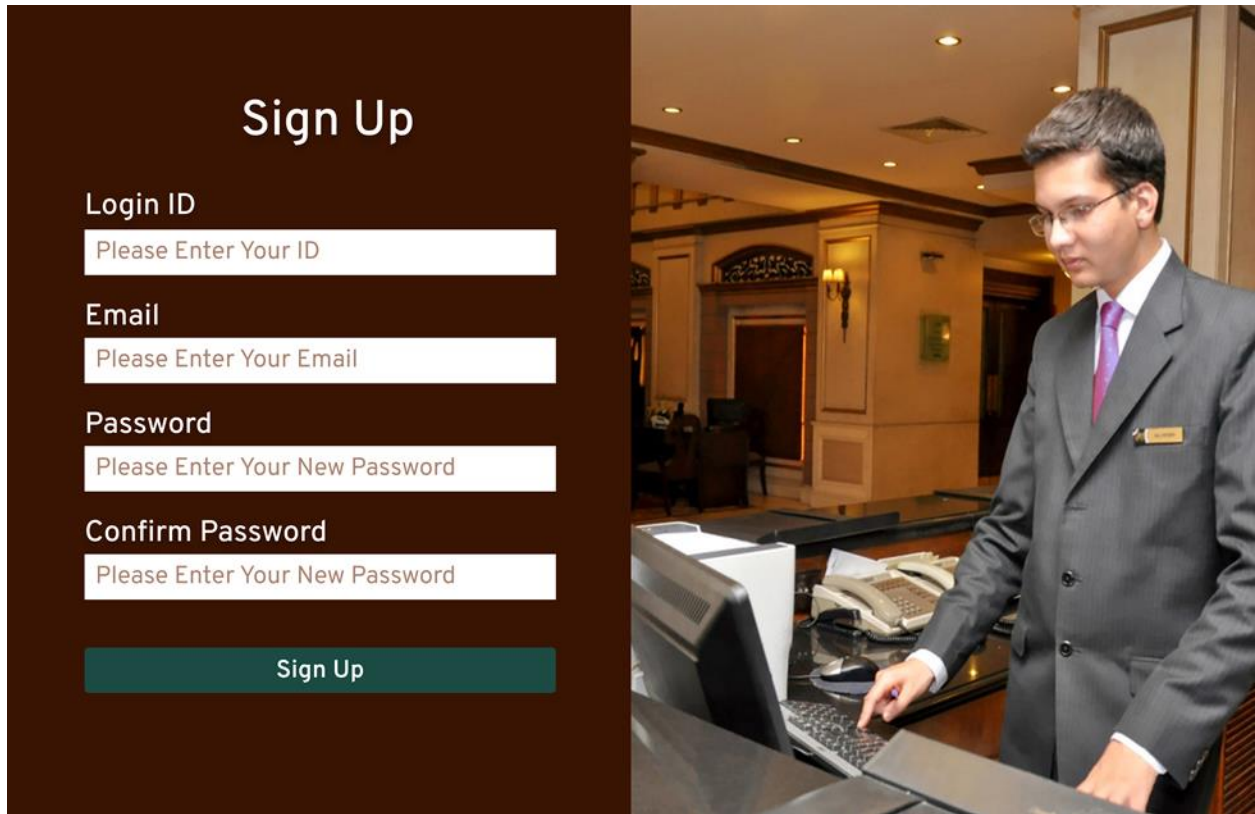 Sign Up
Login ID
Please Enter Your ID
Email
Please Enter Your Email
Password
Please Enter Your New Password
Confirm Password
Please Enter Your New Password
Sign Up